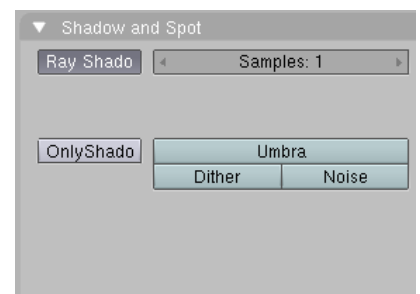 Shadow and Spot
Ray Shado
Samples: 1
OnlyShado
Umbra
Dither
Noise